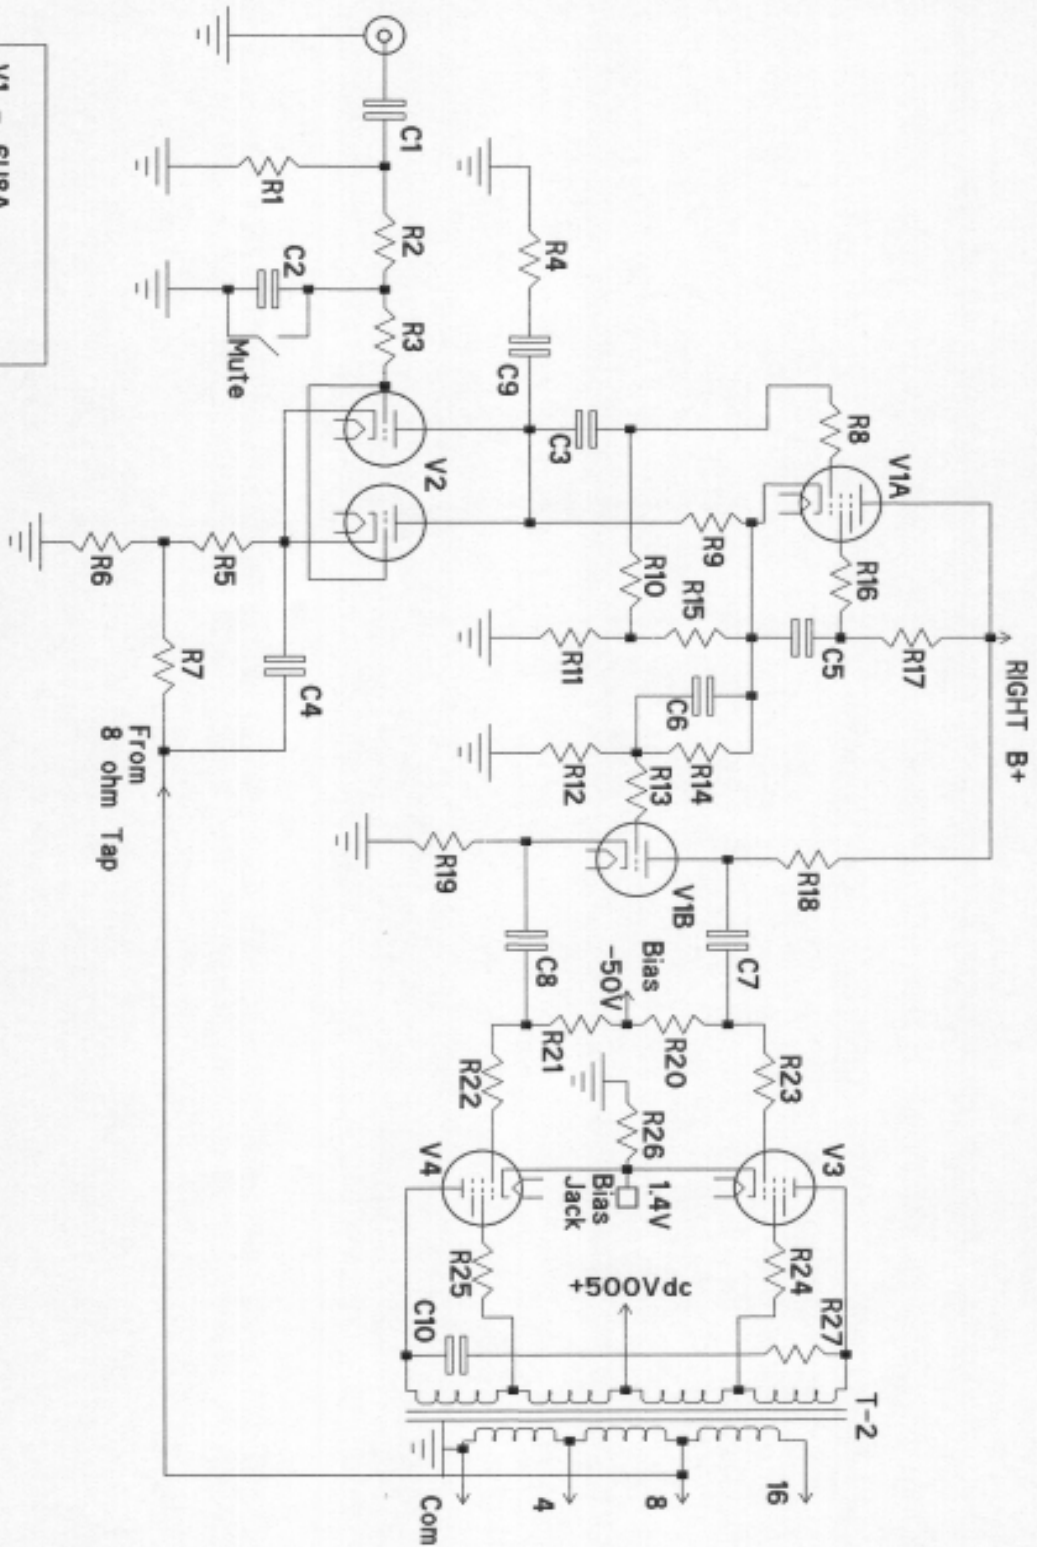 RIGHT B+
V1A
R8
R16
R17
C5
R9
R10
R15
R11
C3
C9
R4
C6
R14
R13
R12
R18
V1B
R19
C7
C8
Bias
-50V
R20
R21
R23
R22
R26
V3
V4
1.4V
Bias
Jack
R24
R25
+500Vdc
R27
C10
T-2
16
8
4
Com
C1
R1
R2
C2
Mute
R3
V2
R5
R6
R7
C4
From
8 ohm Tap